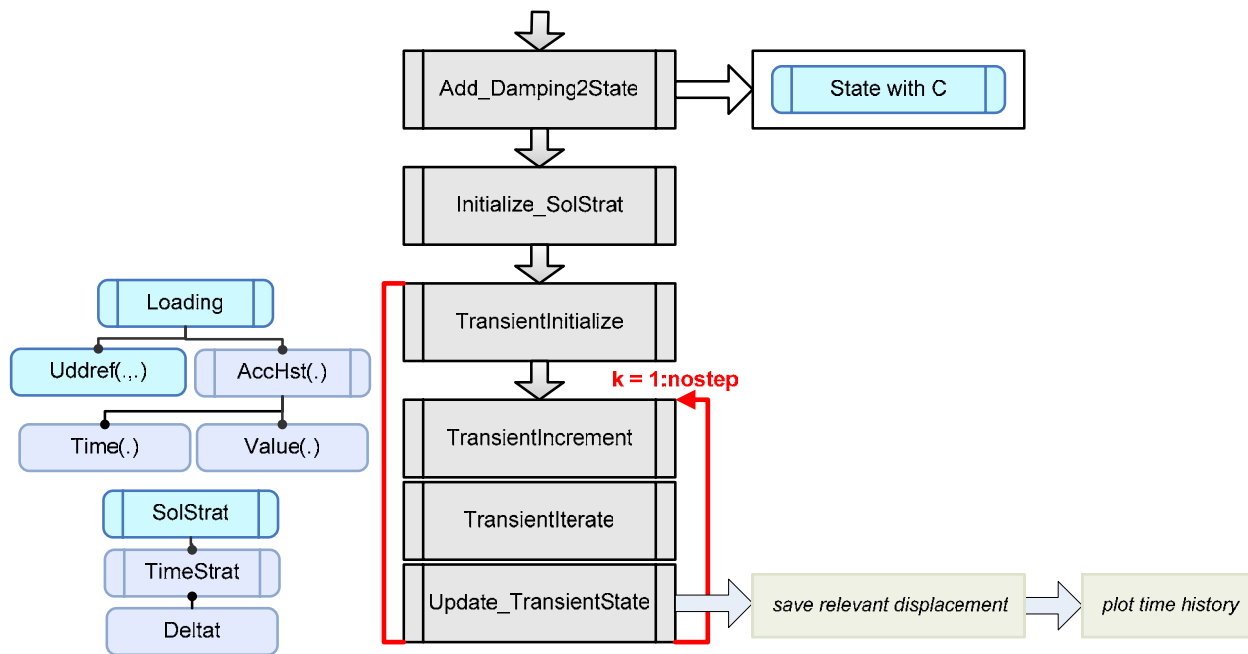 Add_Damping2State
State with C
Initialize_SolStrat
Loading
TransientInitialize
Uddref(.,.)
AccHst(.)
k = 1:nostep
Time(.)
Value(.)
TransientIncrement
SolStrat
TransientIterate
TimeStrat
Update_TransientState
save relevant displacement
plot time history
Deltat